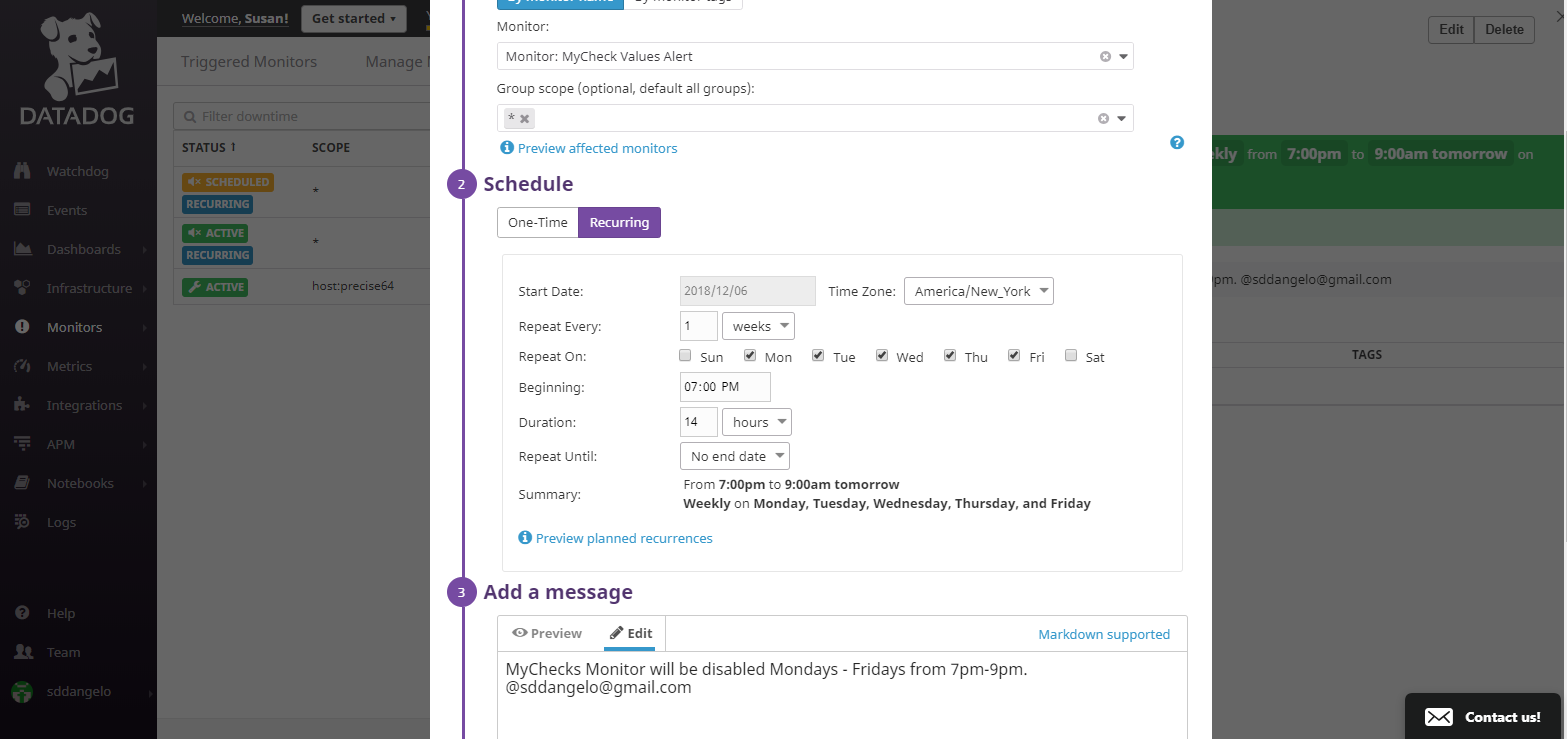 Welcome, Susan!
Get started
Edit
Delete
DATADOG
Watchdog
Events
Dashboards
Infrastructure
Monitors
Metrics
Integrations
APM
Notebooks
Logs
Help
Team
sddangelo
Triggered Monitors
Manage
Filter downtime
STATUS
SCOPE
SCHEDULED
*
RECURRING
ACTIVE
*
RECURRING
ACTIVE
host:precise64
By monitor name
By monitor tags
Monitor:
Monitor: MyCheck Values Alert
Group scope (optional, default all groups):
*
Preview affected monitors
2 Schedule
One-Time
Recurring
Start Date:
2018/12/06
Time Zone:
America/New_York
Repeat Every:
1
weeks
Repeat On:
Sun
Mon
Tue
Wed
Thu
Fri
Sat
Beginning:
07:00 PM
Duration:
14
hours
Repeat Until:
No end date
Summary:
From 7:00pm to 9:00am tomorrow
Weekly on Monday, Tuesday, Wednesday, Thursday, and Friday
Preview planned recurrences
3 Add a message
Preview
Edit
Markdown supported
MyChecks Monitor will be disabled Mondays - Fridays from 7pm-9pm.
@sddangelo@gmail.com
from 7:00pm to 9:00am tomorrow on
@sddangelo@gmail.com
TAGS
Contact us!